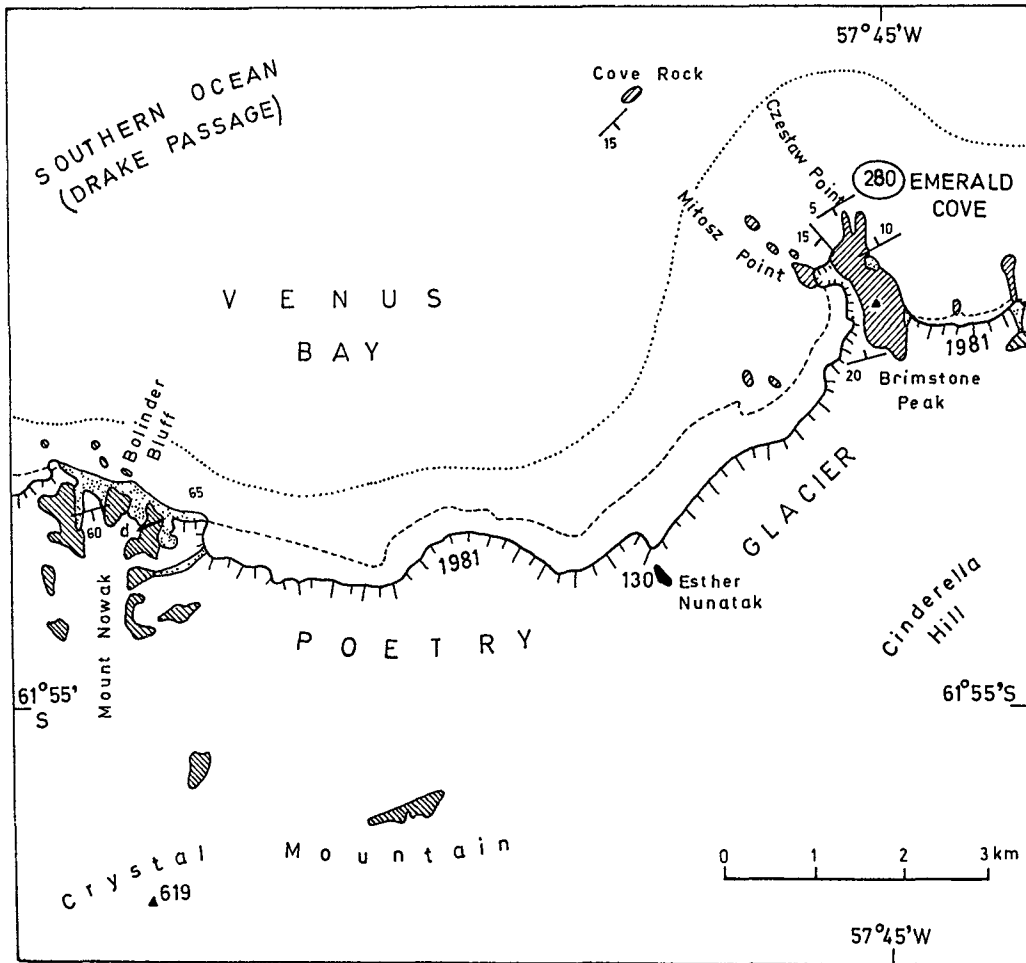 57°45'W
SOUTHERN OCEAN
(DRAKE PASSAGE)
Cove Rock
15
Czesław Point
280 EMERALD
COVE
5
15
10
Miłosz Point
VENUS
BAY
1981
20
Brimstone
Peak
Bolinder
Bluff
65
60
d
GLACIER
1981
130
Esther
Nunatak
Mount Nowak
POETRY
Cinderella
Hill
61°55'
S
61°55'S
Crystal Mountain
619
0 1 2 3 km
57°45'W